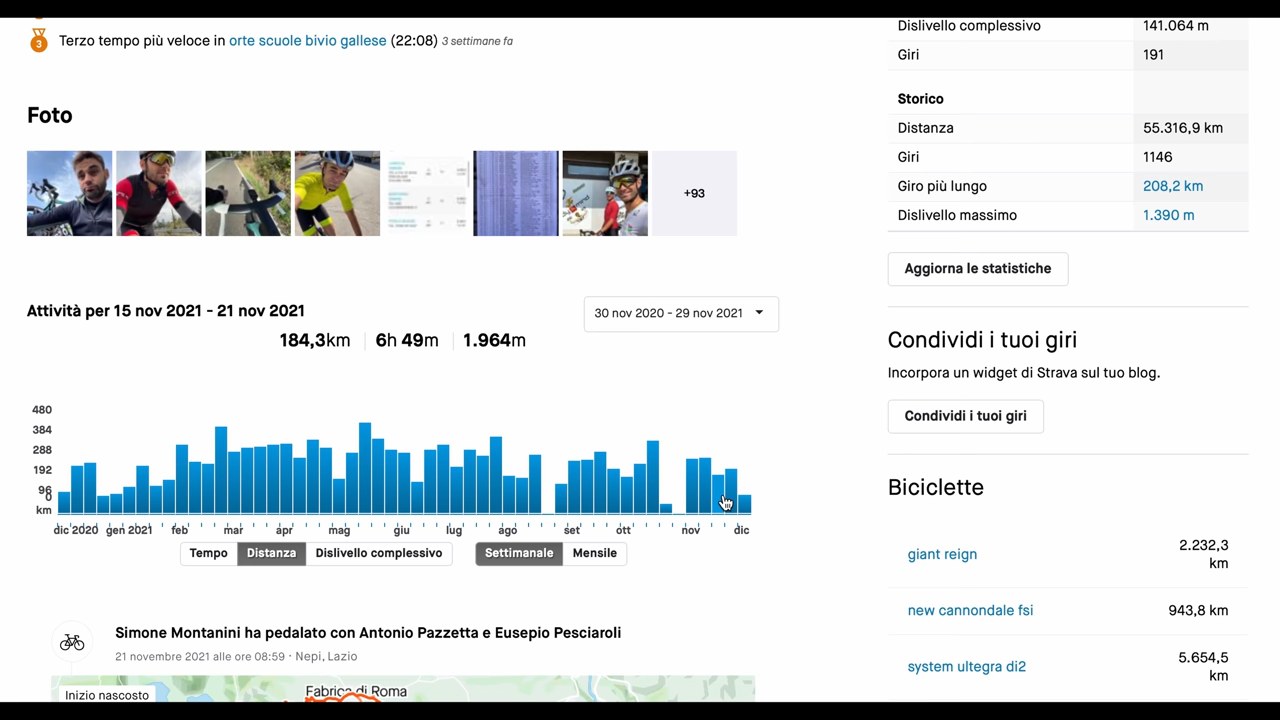 3
Terzo tempo più veloce in orte scuole bivio gallese (22:08) 3 settimane fa
Foto
+93
Attività per 15 nov 2021 - 21 nov 2021
30 nov 2020 - 29 nov 2021
184,3km 6h 49m 1.964m
480
384
288
192
96
0
km
dic 2020 gen 2021 feb mar apr mag giu lug ago set ott nov dic
Tempo Distanza Dislivello complessivo Settimanale Mensile
Simone Montanini ha pedalato con Antonio Pazzetta e Eusepio Pesciaroli
21 novembre 2021 alle ore 08:59 · Nepi, Lazio
Inizio nascosto
Fabrica di Roma
Dislivello complessivo 141.064 m
Giri 191
Storico
Distanza 55.316,9 km
Giri 1146
Giro più lungo 208,2 km
Dislivello massimo 1.390 m
Aggiorna le statistiche
Condividi i tuoi giri
Incorpora un widget di Strava sul tuo blog.
Condividi i tuoi giri
Biciclette
giant reign 2.232,3 km
new cannondale fsi 943,8 km
system ultegra di2 5.654,5 km